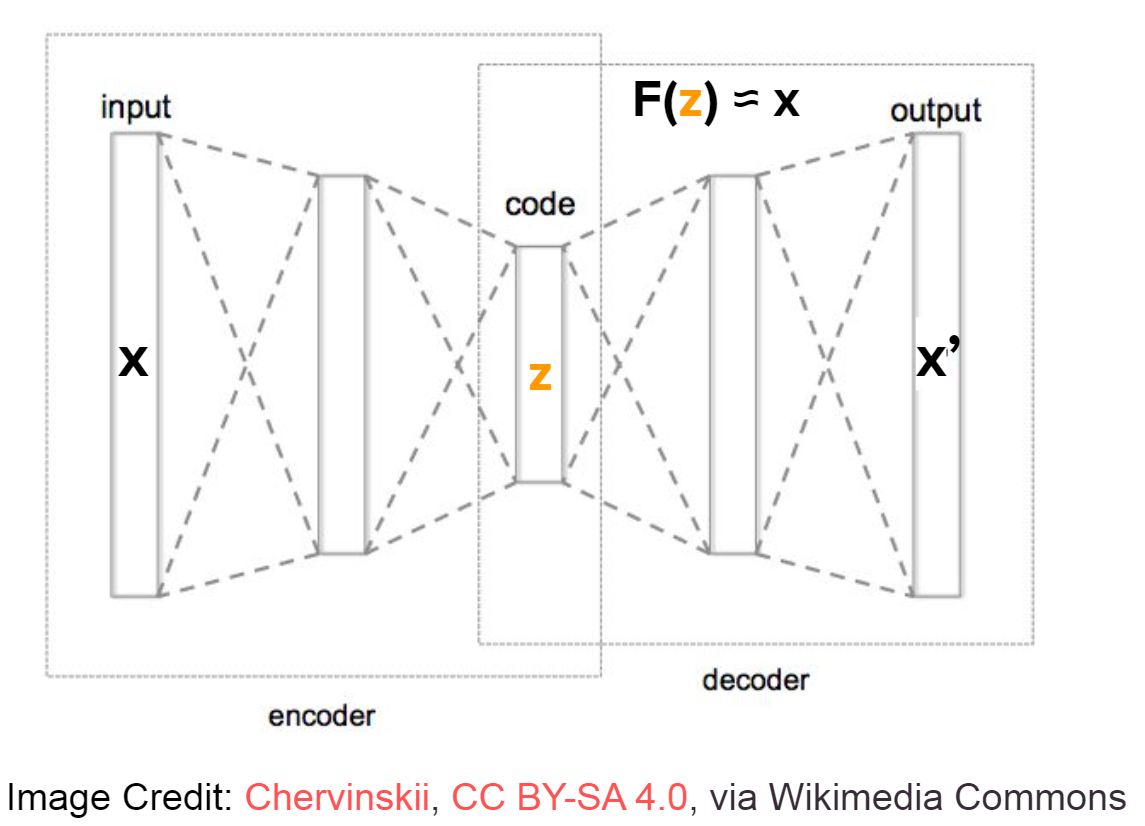 input
F(z) ≈ x
output
code
x
z
x’
decoder
encoder
Image Credit: Chervinskii, CC BY-SA 4.0, via Wikimedia Commons